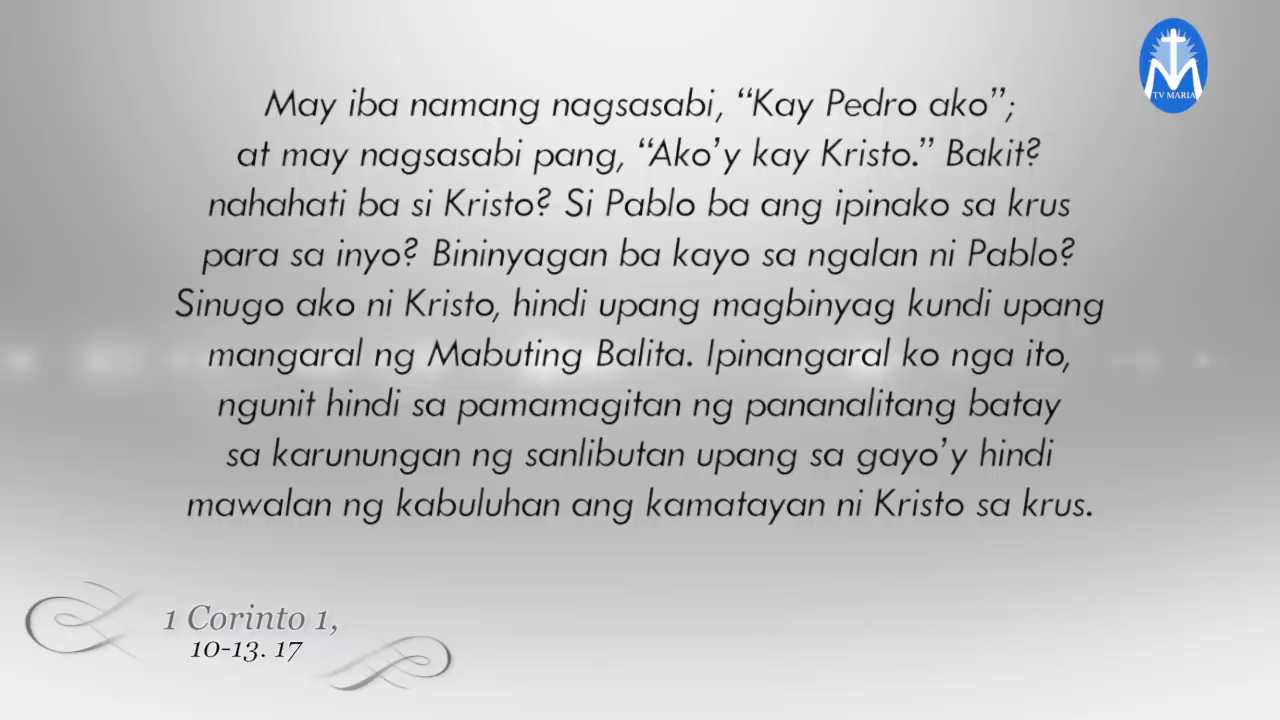 TV MARIA
May iba namang nagsasabi, “Kay Pedro ako”;
at may nagsasabi pang, “Ako’y kay Kristo.” Bakit?
nahahati ba si Kristo? Si Pablo ba ang ipinako sa krus
para sa inyo? Bininyagan ba kayo sa ngalan ni Pablo?
Sinugo ako ni Kristo, hindi upang magbinyag kundi upang
mangaral ng Mabuting Balita. Ipinangaral ko nga ito,
ngunit hindi sa pamamagitan ng pananalitang batay
sa karunungan ng sanlibutan upang sa gayo’y hindi
mawalan ng kabuluhan ang kamatayan ni Kristo sa krus.
1 Corinto 1,
10-13. 17